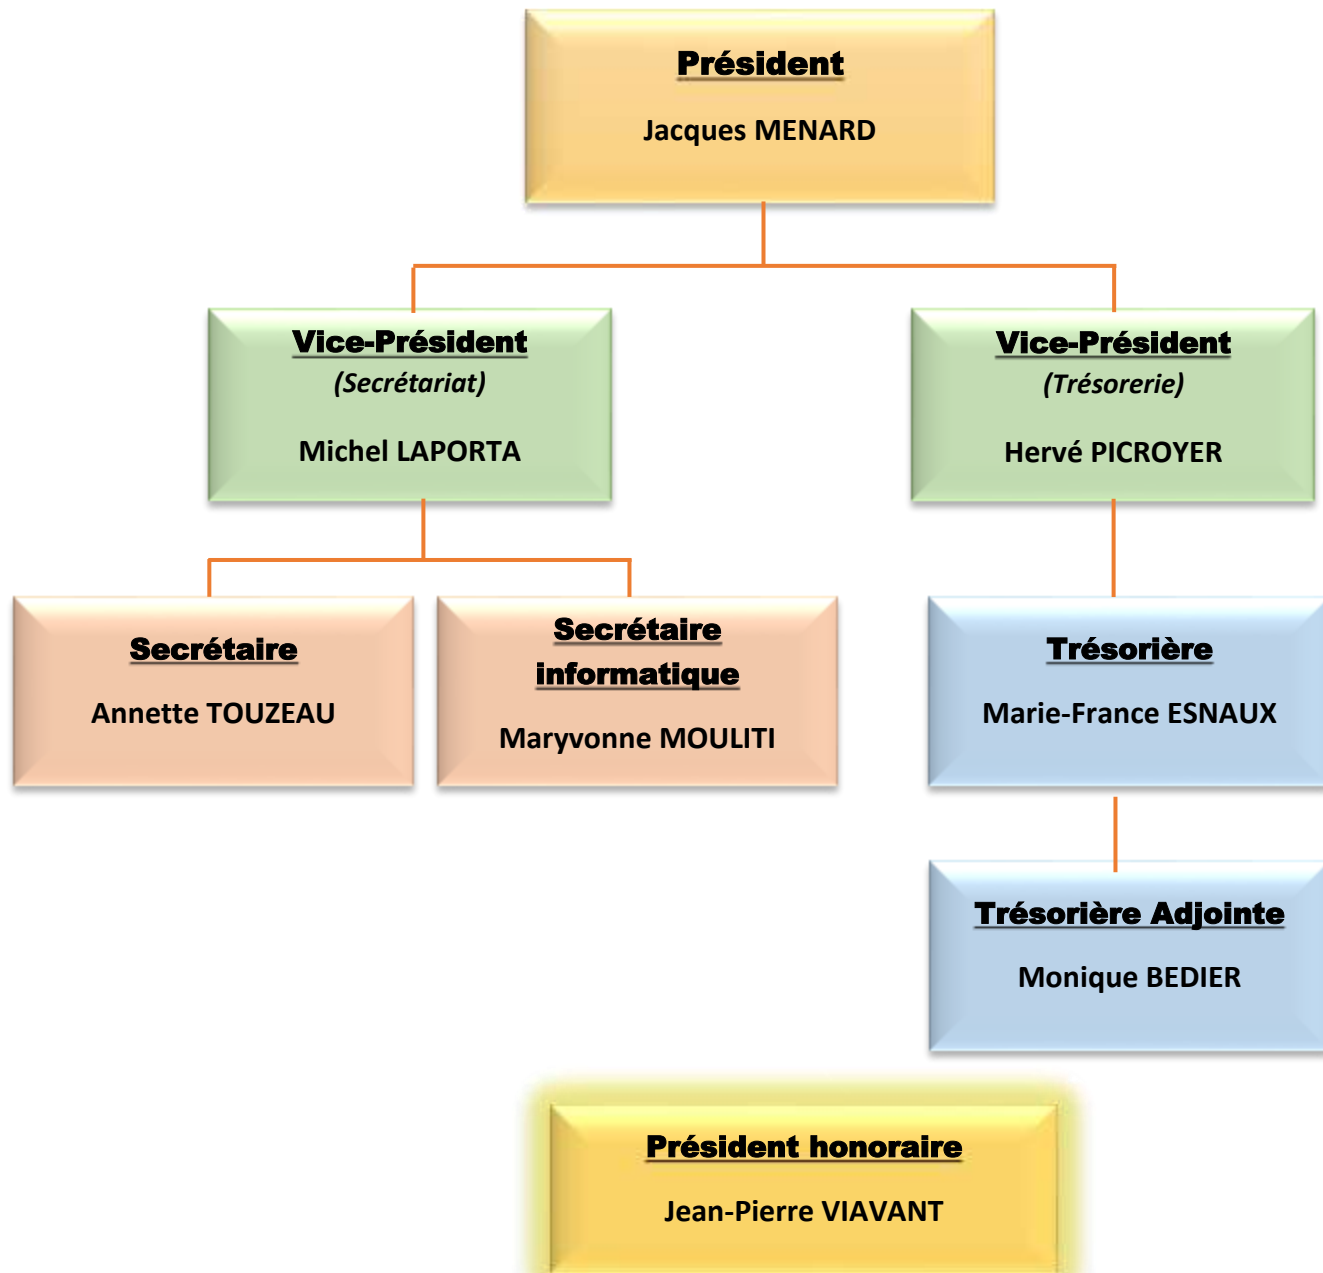 Président
Jacques MENARD
Vice-Président
(Secrétariat)
Michel LAPORTA
Vice-Président
(Trésorerie)
Hervé PICROYER
Secrétaire
Annette TOUZEAU
Secrétaire
informatique
Maryvonne MOULITI
Trésorière
Marie-France ESNAUX
Trésorière Adjointe
Monique BEDIER
Président honoraire
Jean-Pierre VIAVANT